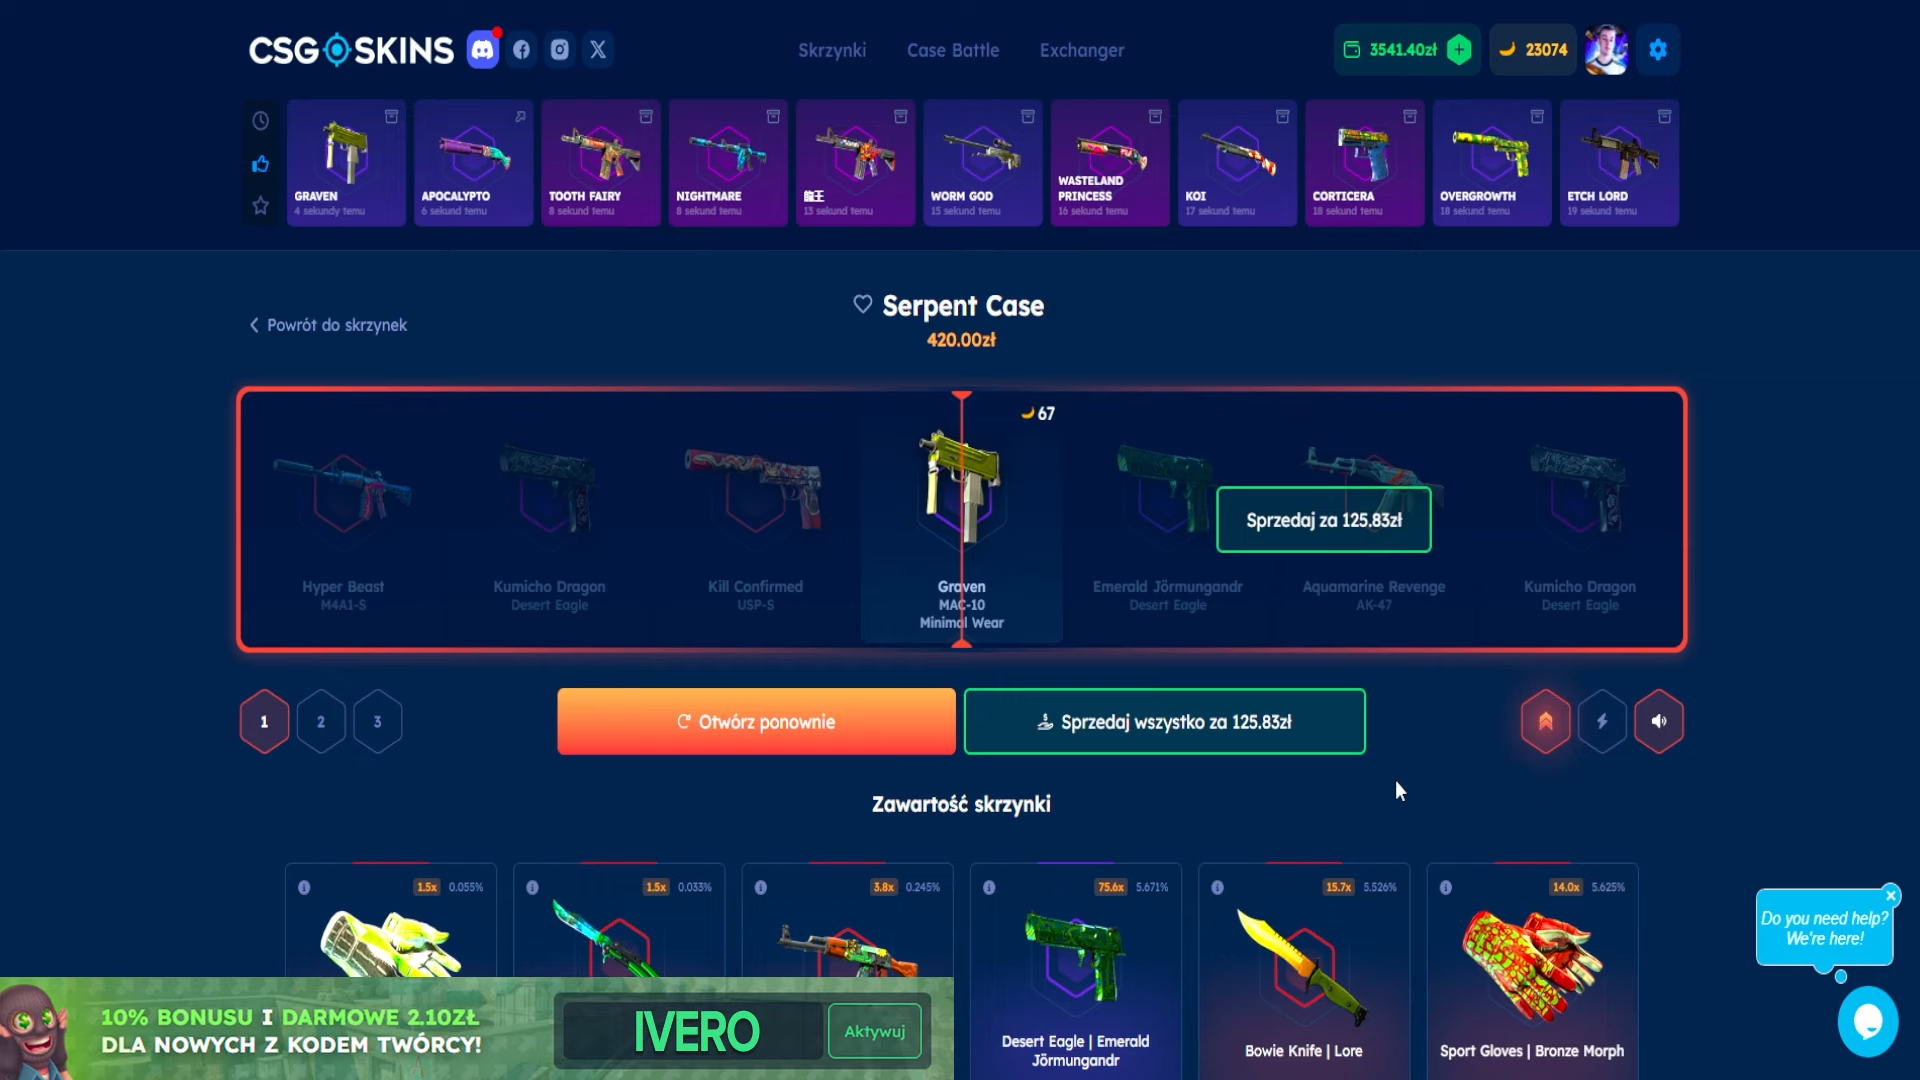 CSGOSKINS
Skrzynki
Case Battle
Exchanger
3541.40zł
+
23074
GRAVEN
4 sekundy temu
APOCALYPTO
6 sekund temu
TOOTH FAIRY
8 sekund temu
NIGHTMARE
8 sekund temu
龍王
13 sekund temu
WORM GOD
15 sekund temu
WASTELAND
PRINCESS
16 sekund temu
KOI
17 sekund temu
CORTICERA
18 sekund temu
OVERGROWTH
18 sekund temu
ETCH LORD
19 sekund temu
Powrót do skrzynek
Serpent Case
420.00zł
67
Hyper Beast
M4A1-S
Kumicho Dragon
Desert Eagle
Kill Confirmed
USP-S
Graven
MAC-10
Minimal Wear
Emerald Jörmungandr
Desert Eagle
Sprzedaj za 125.83zł
Aquamarine Revenge
AK-47
Kumicho Dragon
Desert Eagle
1
2
3
Otwórz ponownie
Sprzedaj wszystko za 125.83zł
Zawartość skrzynki
1.5x 0.055%
1.5x 0.033%
3.8x 0.245%
75.6x 5.671%
15.7x 5.526%
14.0x 5.625%
Desert Eagle | Emerald
Jörmungandr
Bowie Knife | Lore
Sport Gloves | Bronze Morph
10% BONUSU I DARMOWE 2.10ZŁ
DLA NOWYCH Z KODEM TWÓRCY!
IVERO
Aktywuj
Do you need help?
We're here!